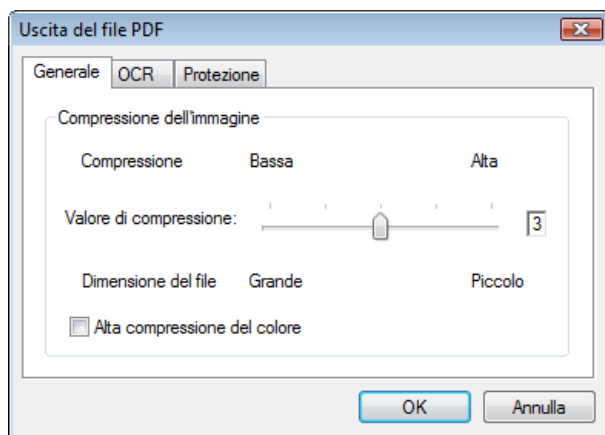 Uscita del file PDF
Generale OCR Protezione
Compressione dell'immagine
Compressione Bassa Alta
Valore di compressione: 3
Dimensione del file Grande Piccolo
Alta compressione del colore
OK Annulla